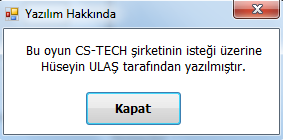 Yazılım Hakkında
Bu oyun CS-TECH şirketinin isteği üzerine
Hüseyin ULAŞ tarafından yazılmıştır.
Kapat